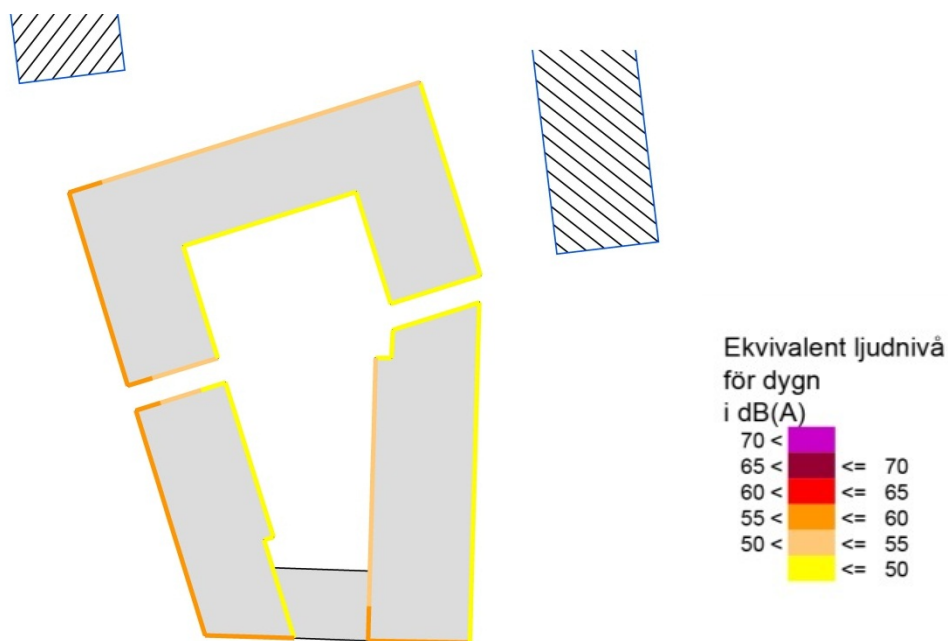 Ekvivalent ljudnivå
för dygn
i dB(A)
70 <
65 < <= 70
60 < <= 65
55 < <= 60
50 < <= 55
<= 50